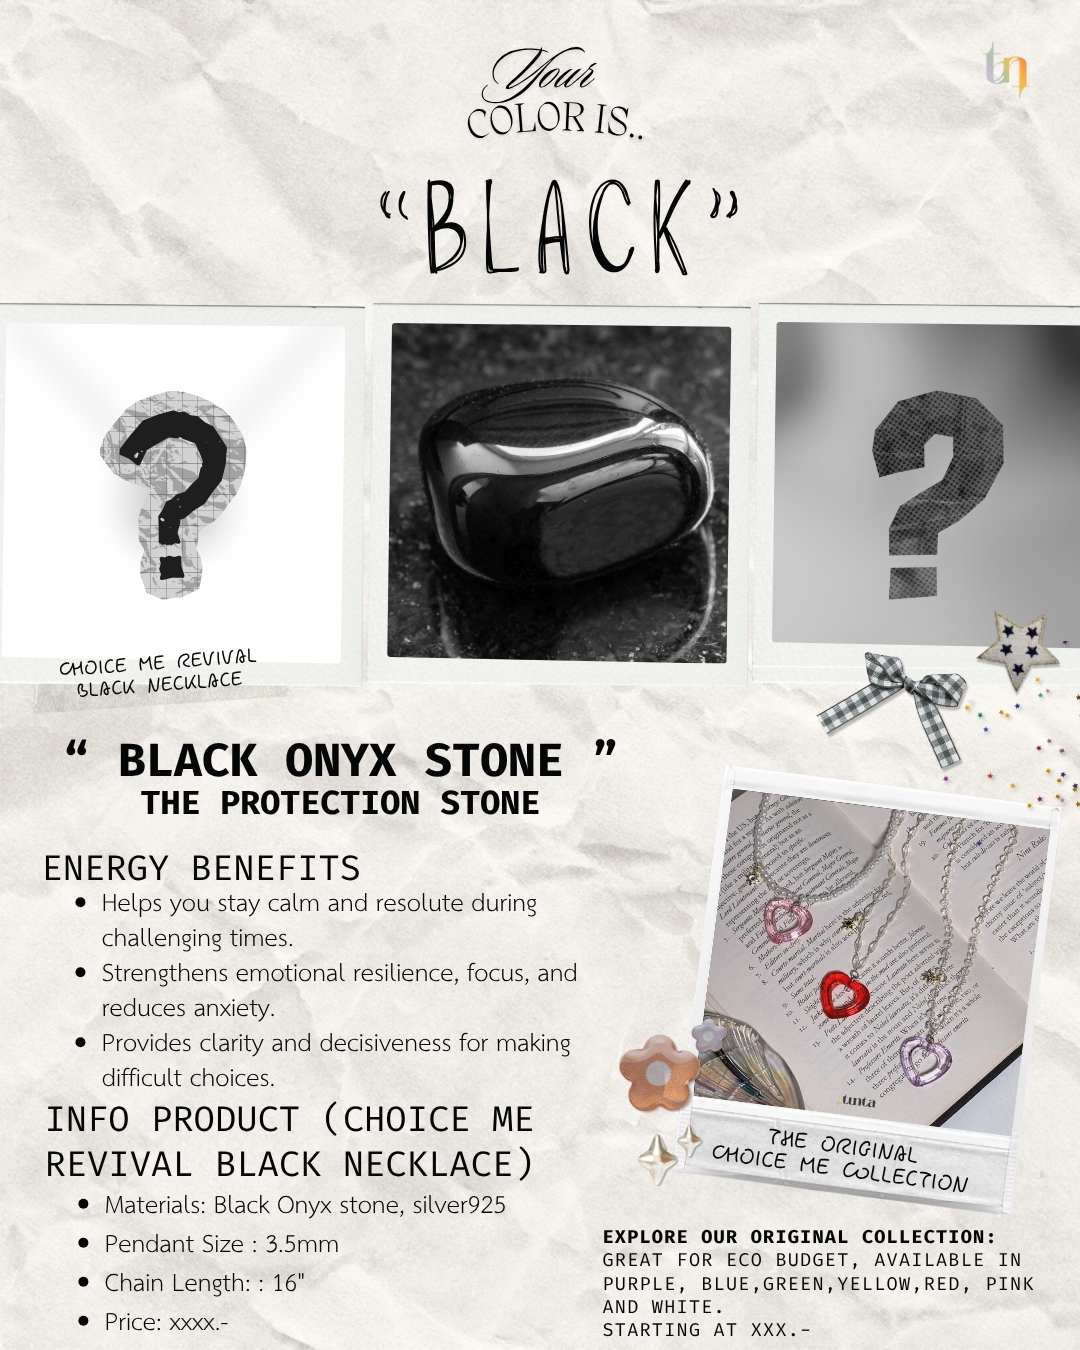 Your
COLOR IS..
“BLACK”
tn
CHOICE ME REVIVAL
BLACK NECKLACE
“ BLACK ONYX STONE ”
THE PROTECTION STONE
ENERGY BENEFITS
• Helps you stay calm and resolute during
challenging times.
• Strengthens emotional resilience, focus, and
reduces anxiety.
• Provides clarity and decisiveness for making
difficult choices.
INFO PRODUCT (CHOICE ME
REVIVAL BLACK NECKLACE)
• Materials: Black Onyx stone, silver925
• Pendant Size : 3.5mm
• Chain Length: : 16"
• Price: xxxx.-
.tunta
THE ORIGINAL
CHOICE ME COLLECTION
EXPLORE OUR ORIGINAL COLLECTION:
GREAT FOR ECO BUDGET, AVAILABLE IN
PURPLE, BLUE,GREEN,YELLOW,RED, PINK
AND WHITE.
STARTING AT XXX.-